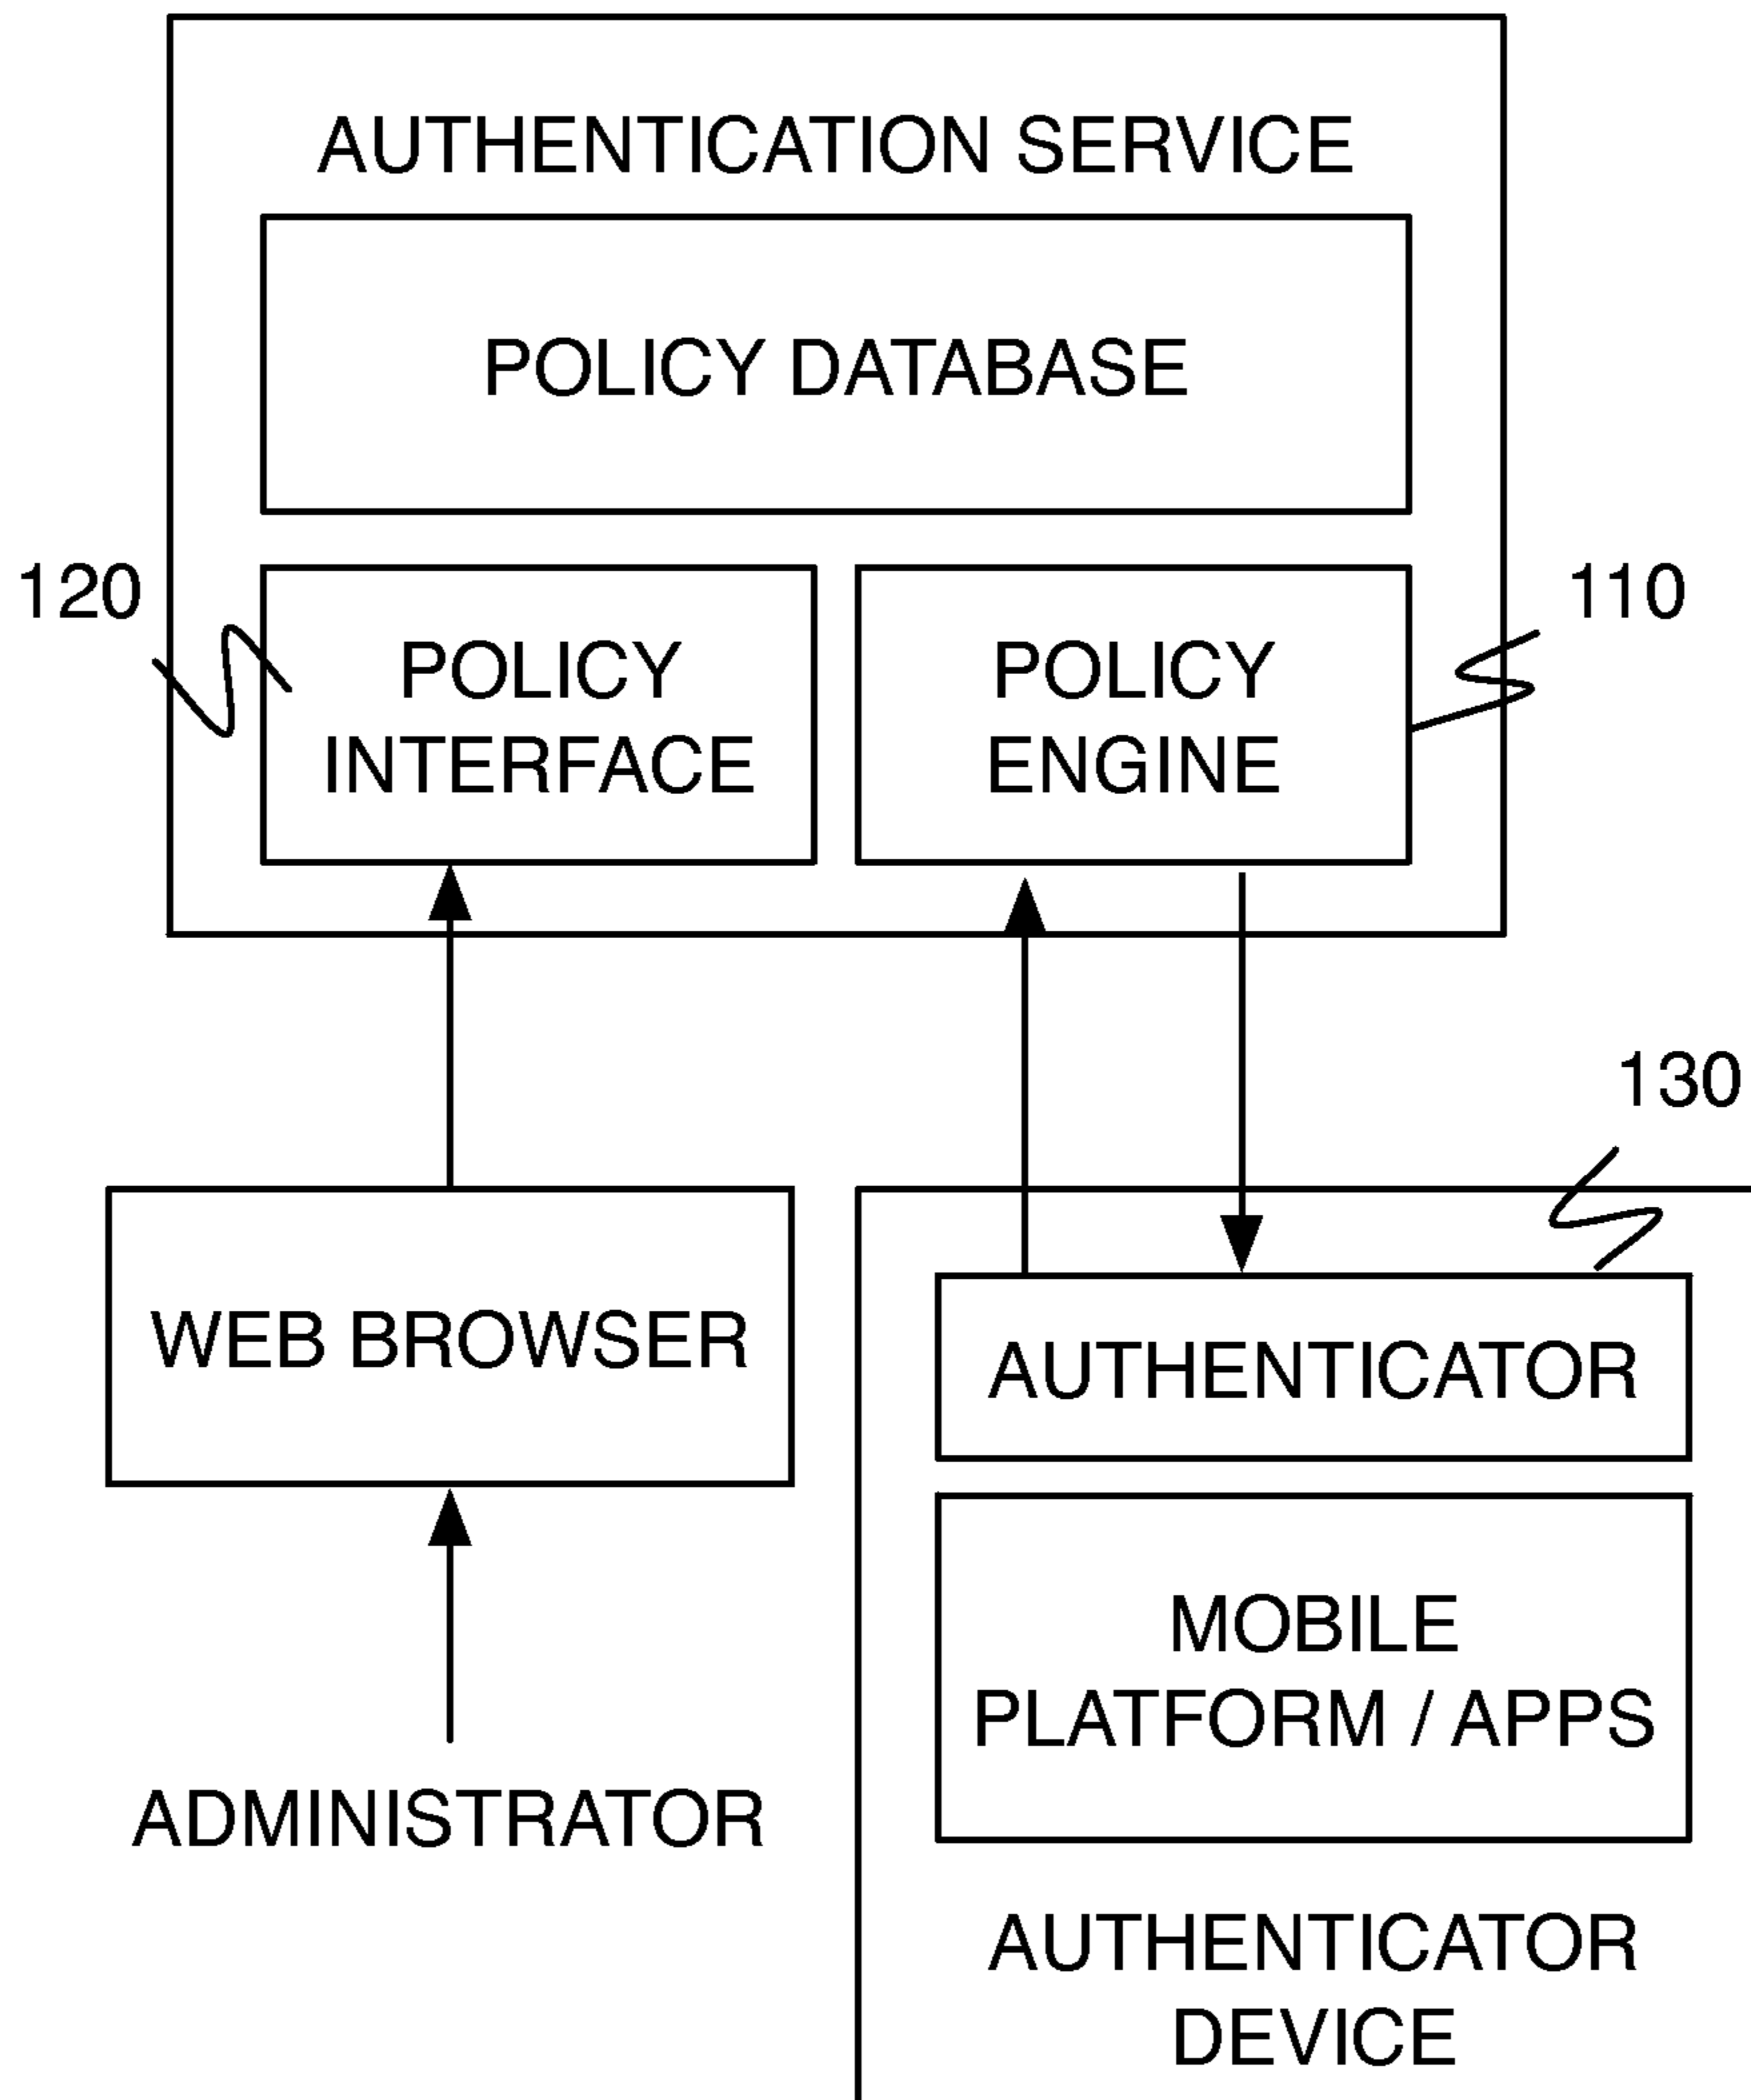 AUTHENTICATION SERVICE
POLICY DATABASE
120
110
POLICY
INTERFACE
POLICY
ENGINE
130
WEB BROWSER
AUTHENTICATOR
MOBILE
PLATFORM / APPS
ADMINISTRATOR
AUTHENTICATOR
DEVICE